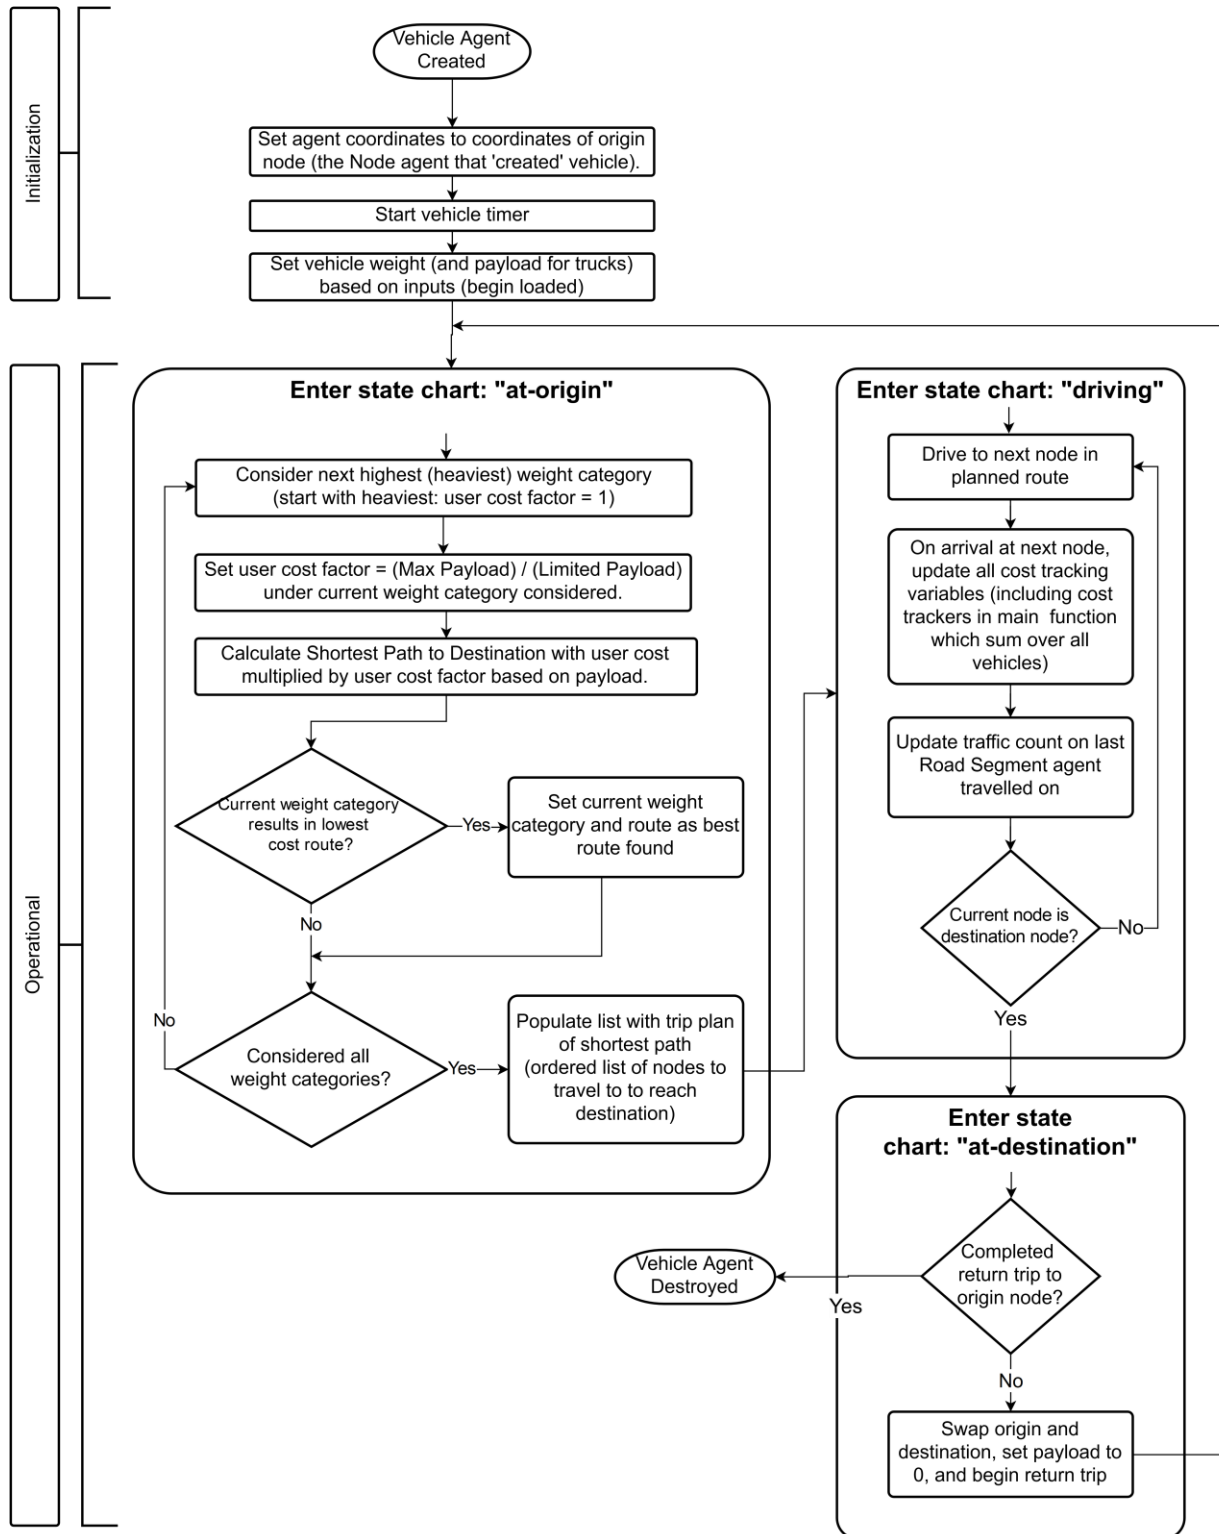 Initialization
Vehicle Agent
Created
Set agent coordinates to coordinates of origin
node (the Node agent that 'created' vehicle).
Start vehicle timer
Set vehicle weight (and payload for trucks)
based on inputs (begin loaded)
Operational
Enter state chart: "at-origin"
Consider next highest (heaviest) weight category
(start with heaviest: user cost factor = 1)
Set user cost factor = (Max Payload) / (Limited Payload)
under current weight category considered.
Calculate Shortest Path to Destination with user cost
multiplied by user cost factor based on payload.
Current weight category
results in lowest
cost route?
Yes
Set current weight
category and route as best
route found
No
Considered all
weight categories?
No
Yes
Populate list with trip plan
of shortest path
(ordered list of nodes to
travel to to reach
destination)
Enter state chart: "driving"
Drive to next node in
planned route
On arrival at next node,
update all cost tracking
variables (including cost
trackers in main function
which sum over all
vehicles)
Update traffic count on last
Road Segment agent
travelled on
Current node is
destination node?
No
Yes
Enter state
chart: "at-destination"
Completed
return trip to
origin node?
Yes
Vehicle Agent
Destroyed
No
Swap origin and
destination, set payload to
0, and begin return trip